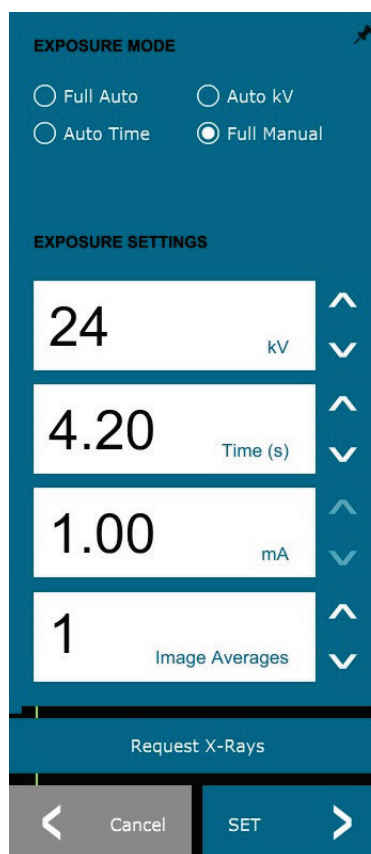 EXPOSURE MODE
Full Auto Auto kV
Auto Time Full Manual
EXPOSURE SETTINGS
24 kV
4.20 Time (s)
1.00 mA
1 Image Averages
Request X-Rays
Cancel SET